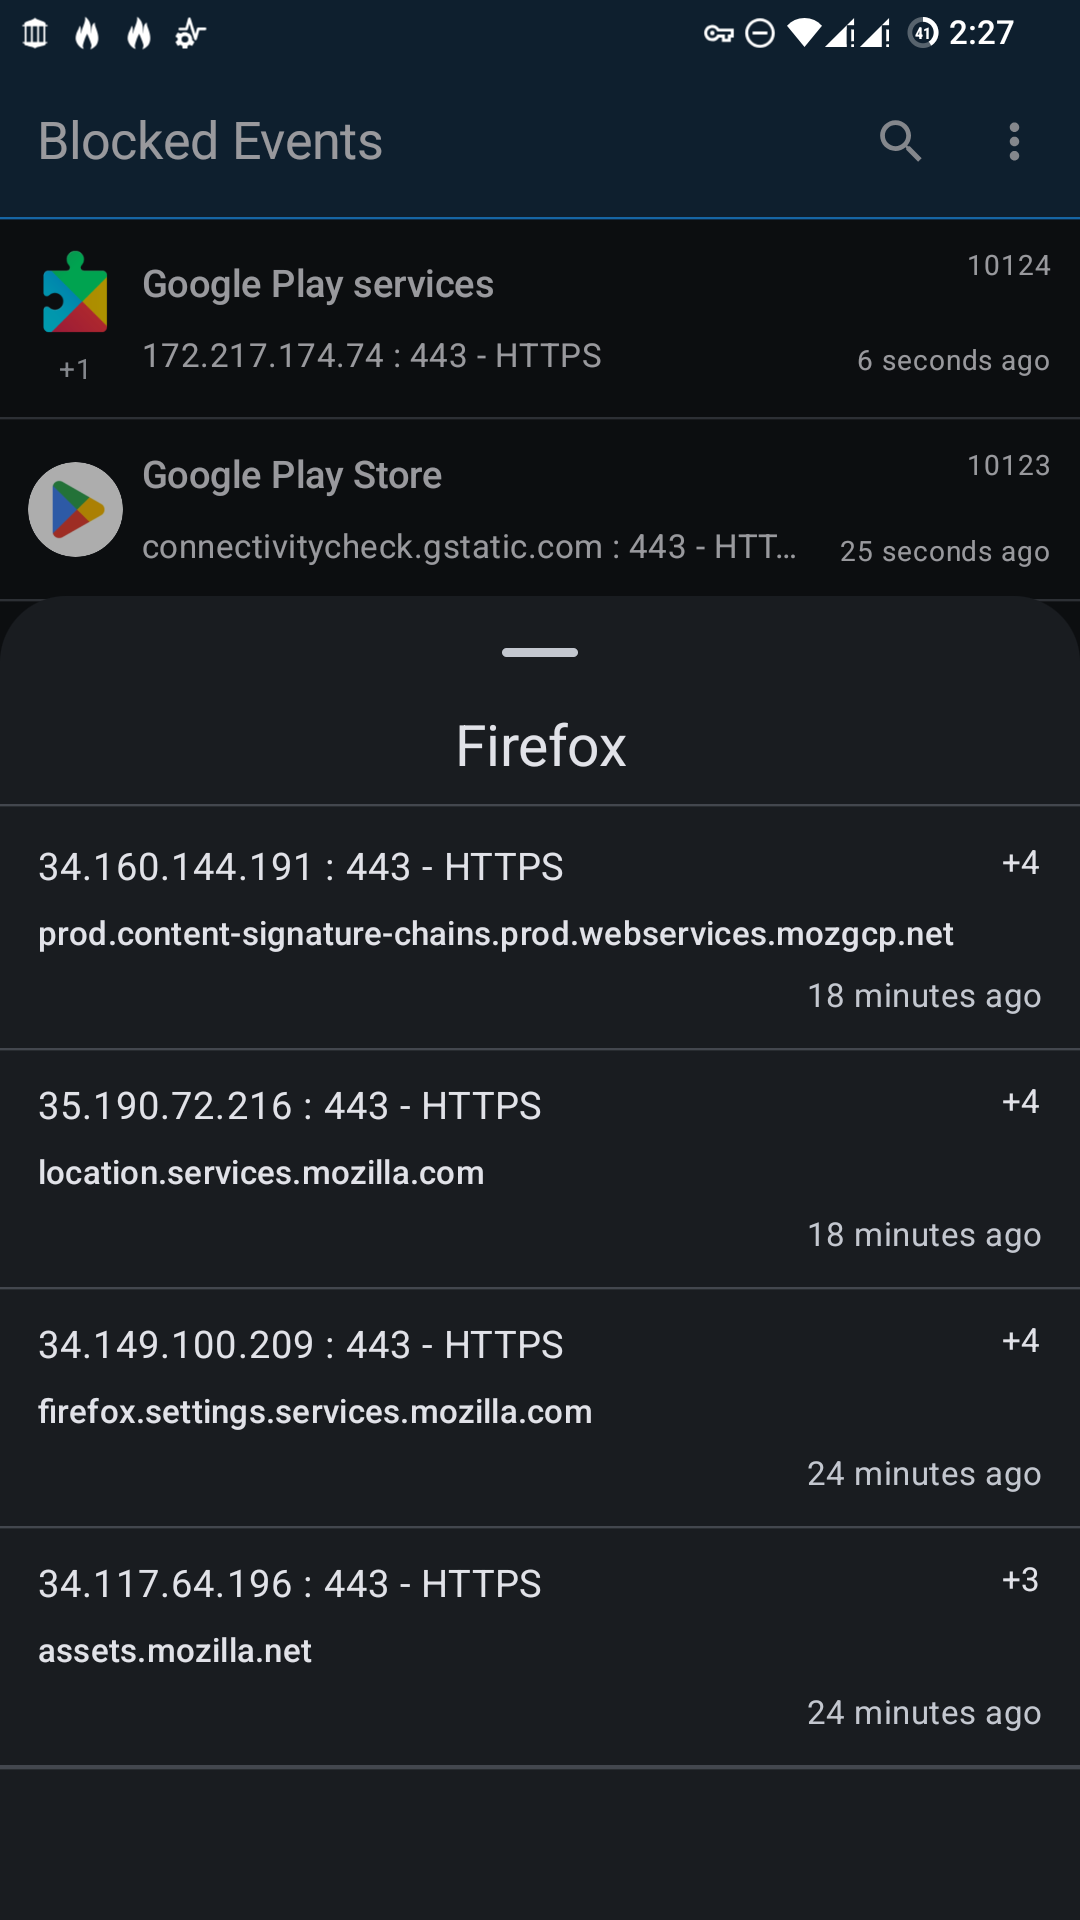 41 2:27
Blocked Events
Google Play services
10124
+1
172.217.174.74 : 443 - HTTPS
6 seconds ago
Google Play Store
10123
connectivitycheck.gstatic.com : 443 - HTT...
25 seconds ago
Firefox
34.160.144.191 : 443 - HTTPS
+4
prod.content-signature-chains.prod.webservices.mozgcp.net
18 minutes ago
35.190.72.216 : 443 - HTTPS
+4
location.services.mozilla.com
18 minutes ago
34.149.100.209 : 443 - HTTPS
+4
firefox.settings.services.mozilla.com
24 minutes ago
34.117.64.196 : 443 - HTTPS
+3
assets.mozilla.net
24 minutes ago